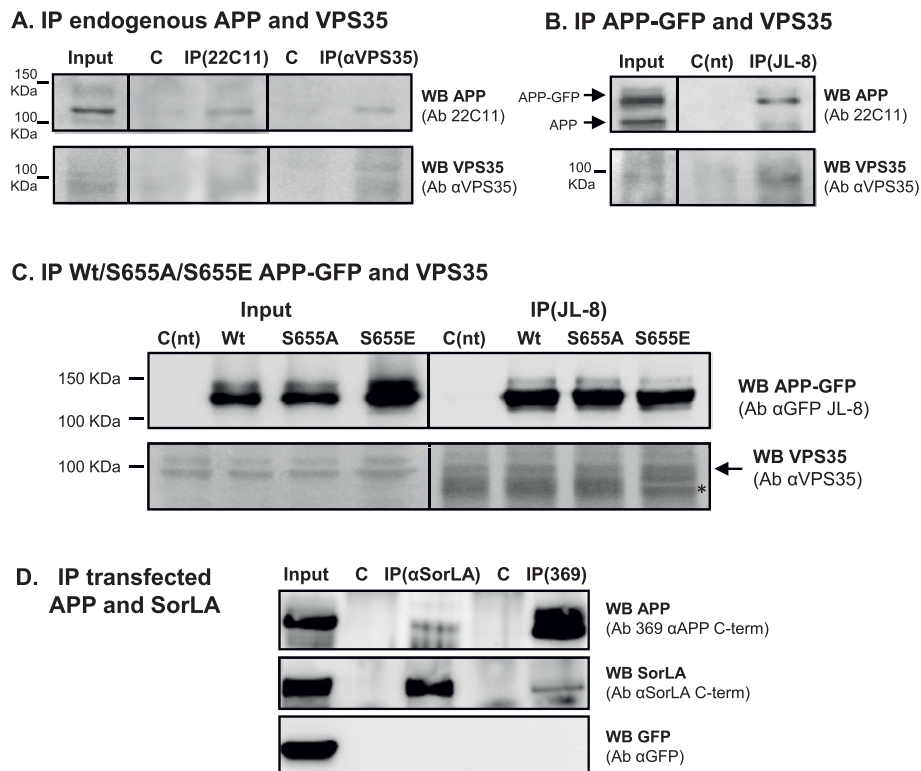 A. IP endogenous APP and VPS35
Input C IP(22C11) C IP(αVPS35)
150
KDa
100
KDa
WB APP
(Ab 22C11)
100
KDa
WB VPS35
(Ab αVPS35)
B. IP APP-GFP and VPS35
Input C(nt) IP(JL-8)
APP-GFP
APP
WB APP
(Ab 22C11)
100
KDa
WB VPS35
(Ab αVPS35)
C. IP Wt/S655A/S655E APP-GFP and VPS35
Input IP(JL-8)
C(nt) Wt S655A S655E C(nt) Wt S655A S655E
150 KDa
100 KDa
WB APP-GFP
(Ab αGFP JL-8)
100 KDa
WB VPS35
(Ab αVPS35)
*
D. IP transfected
APP and SorLA
Input C IP(αSorLA) C IP(369)
WB APP
(Ab 369 αAPP C-term)
WB SorLA
(Ab αSorLA C-term)
WB GFP
(Ab αGFP)